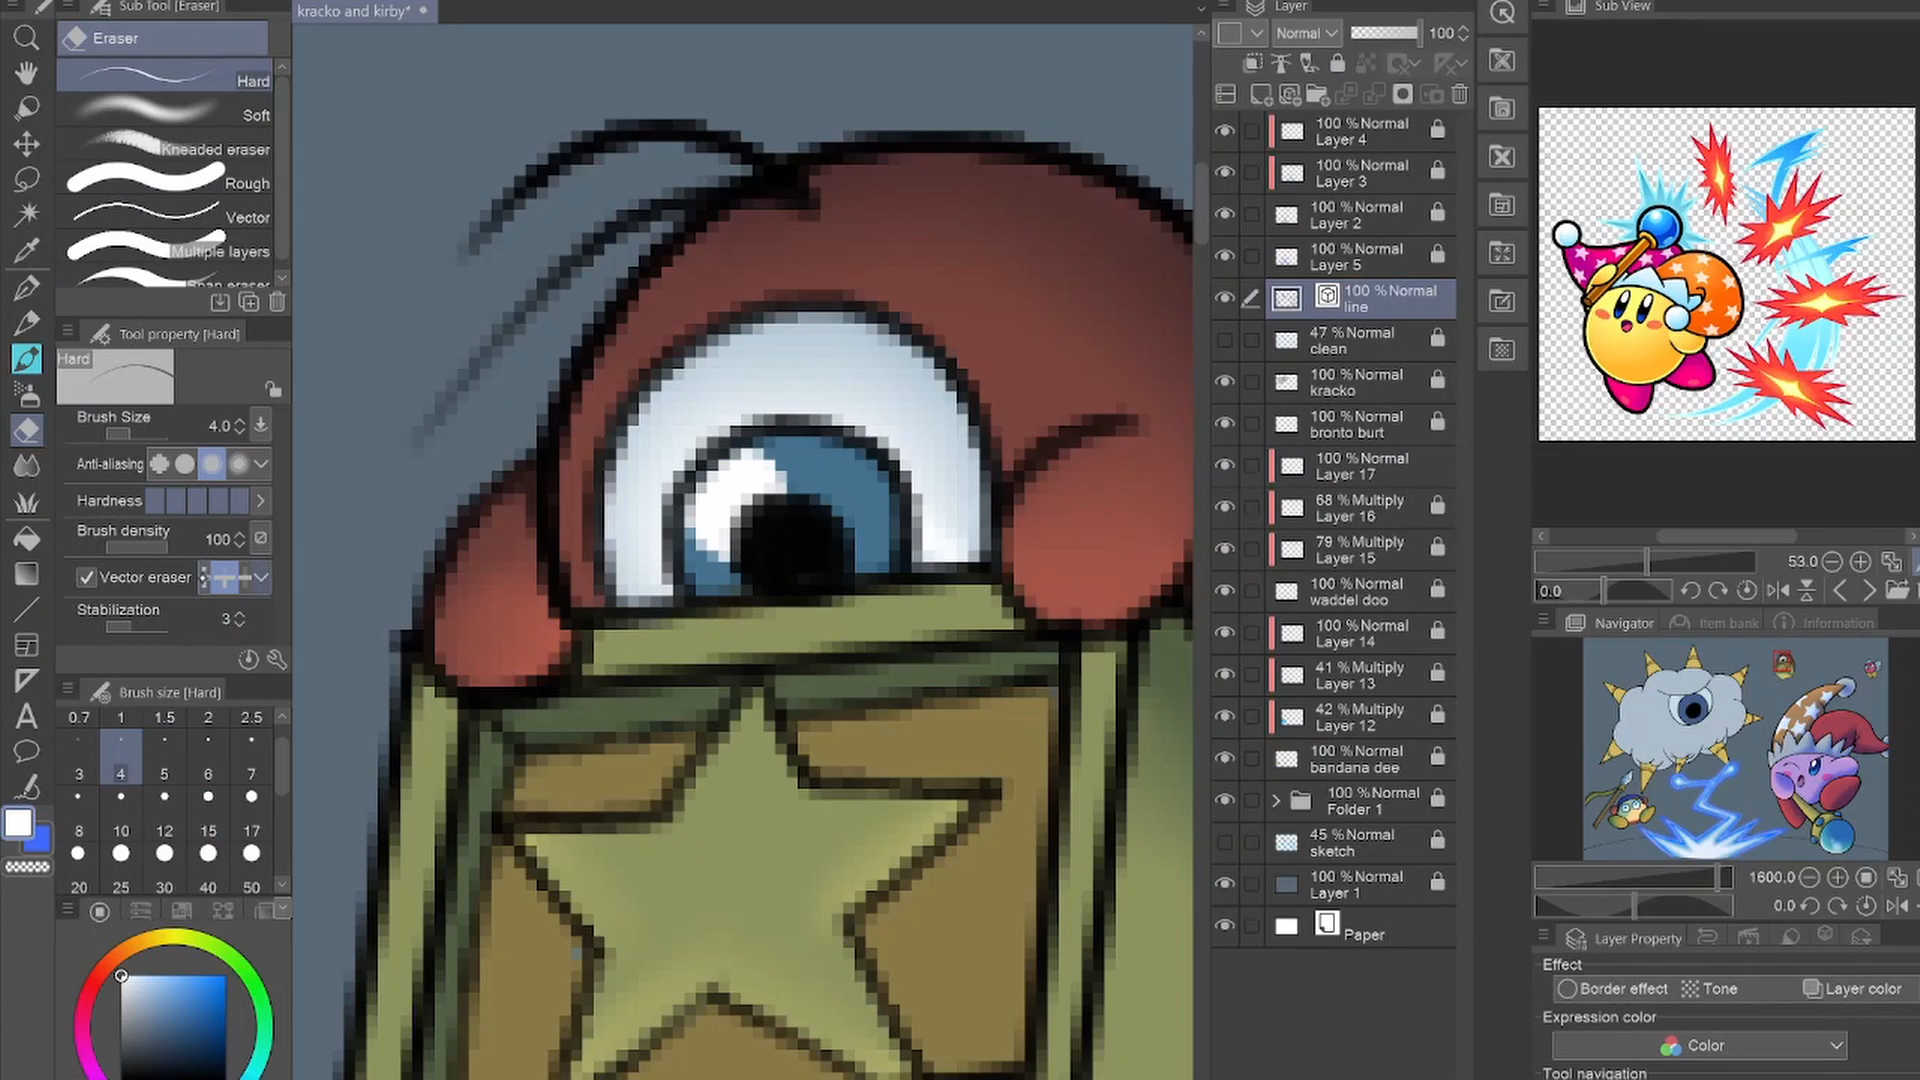 Sub Tool [Eraser]
Eraser
Hard
Soft
Kneaded eraser
Rough
Vector
Multiple layers
Snap eraser
Tool property [Hard]
Hard
Brush Size 4.0
Anti-aliasing
Hardness
Brush density 100
Vector eraser
Stabilization 3
Brush size [Hard]
0.7 1 1.5 2 2.5
3 4 5 6 7
8 10 12 15 17
20 25 30 40 50
kracko and kirby*
Layer
Normal 100
100 %Normal
Layer 4
100 %Normal
Layer 3
100 %Normal
Layer 2
100 %Normal
Layer 5
100 %Normal
line
47 %Normal
clean
100 %Normal
kracko
100 %Normal
bronto burt
100 %Normal
Layer 17
68 %Multiply
Layer 16
79 %Multiply
Layer 15
100 %Normal
waddel doo
100 %Normal
Layer 14
41 %Multiply
Layer 13
42 %Multiply
Layer 12
100 %Normal
bandana dee
100 %Normal
Folder 1
45 %Normal
sketch
100 %Normal
Layer 1
Paper
Sub View
53.0
0.0
Navigator Item bank Information
1600.0
0.0
Layer Property
Effect
Border effect Tone Layer color
Expression color
Color
Tool navigation